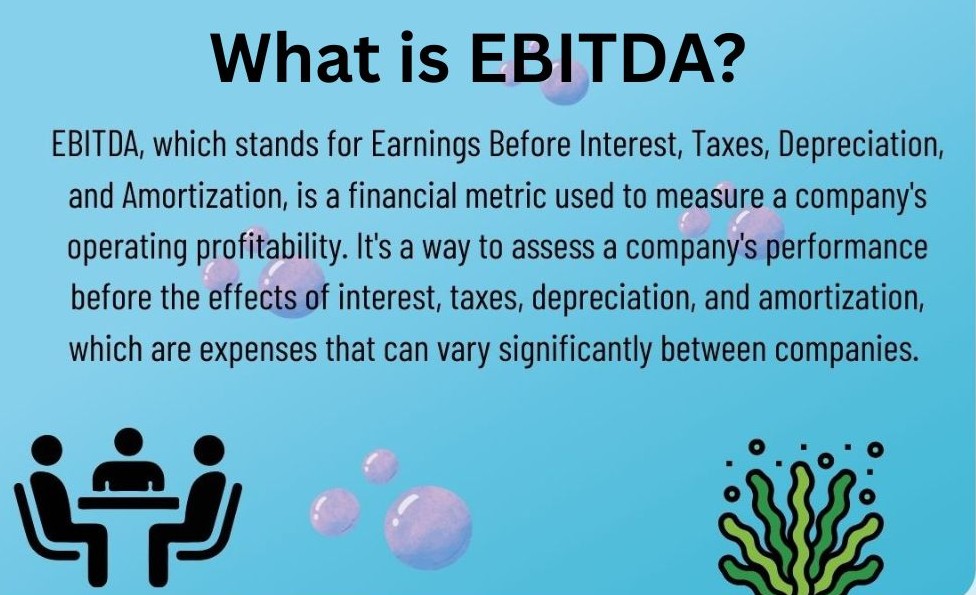 What is EBITDA?
EBITDA, which stands for Earnings Before Interest, Taxes, Depreciation,
and Amortization, is a financial metric used to measure a company's
operating profitability. It's a way to assess a company's performance
before the effects of interest, taxes, depreciation, and amortization,
which are expenses that can vary significantly between companies.